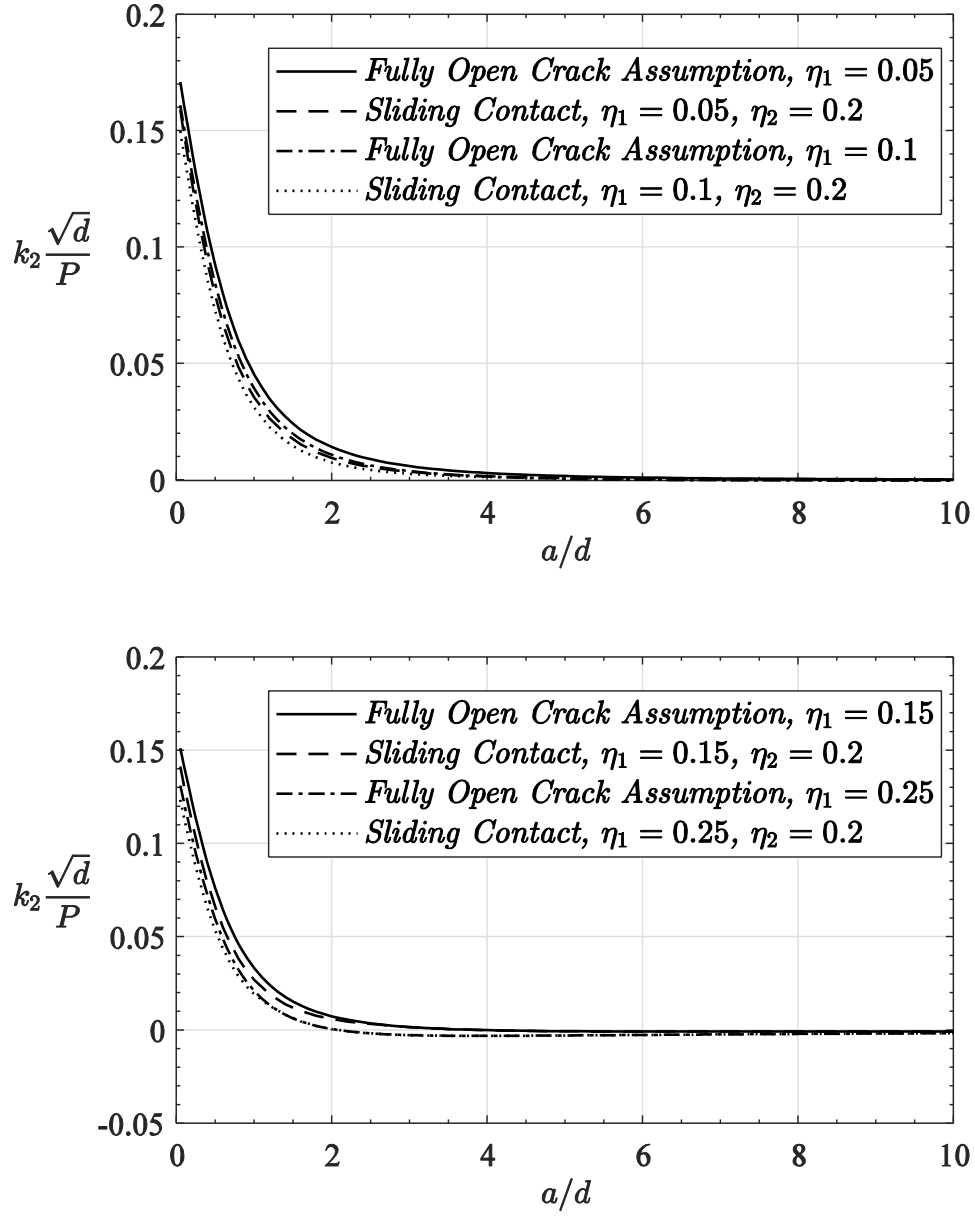 0.2
Fully Open Crack Assumption, η₁ = 0.05
Sliding Contact, η₁ = 0.05, η₂ = 0.2
Fully Open Crack Assumption, η₁ = 0.1
Sliding Contact, η₁ = 0.1, η₂ = 0.2
0.15
0.1
k₂ √d/P
0.05
0
0 2 4 6 8 10
a/d
0.2
Fully Open Crack Assumption, η₁ = 0.15
Sliding Contact, η₁ = 0.15, η₂ = 0.2
Fully Open Crack Assumption, η₁ = 0.25
Sliding Contact, η₁ = 0.25, η₂ = 0.2
0.15
0.1
k₂ √d/P
0.05
0
-0.05
0 2 4 6 8 10
a/d